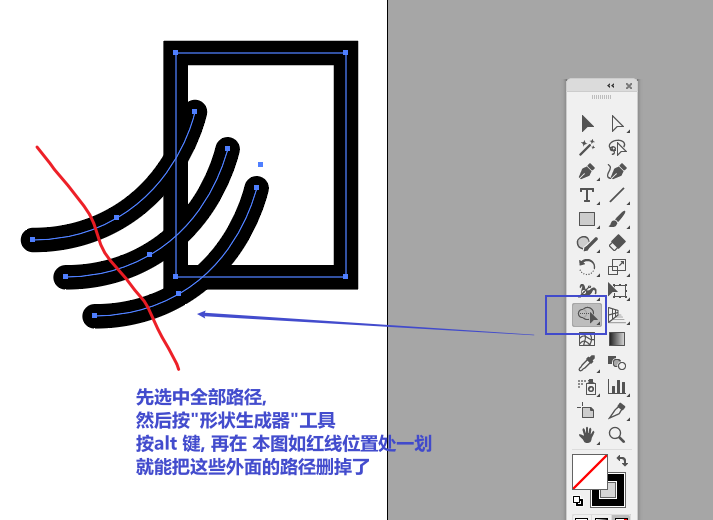 先选中全部路径,
然后按"形状生成器"工具
按alt 键, 再在 本图如红线位置处一划
就能把这些外面的路径删掉了